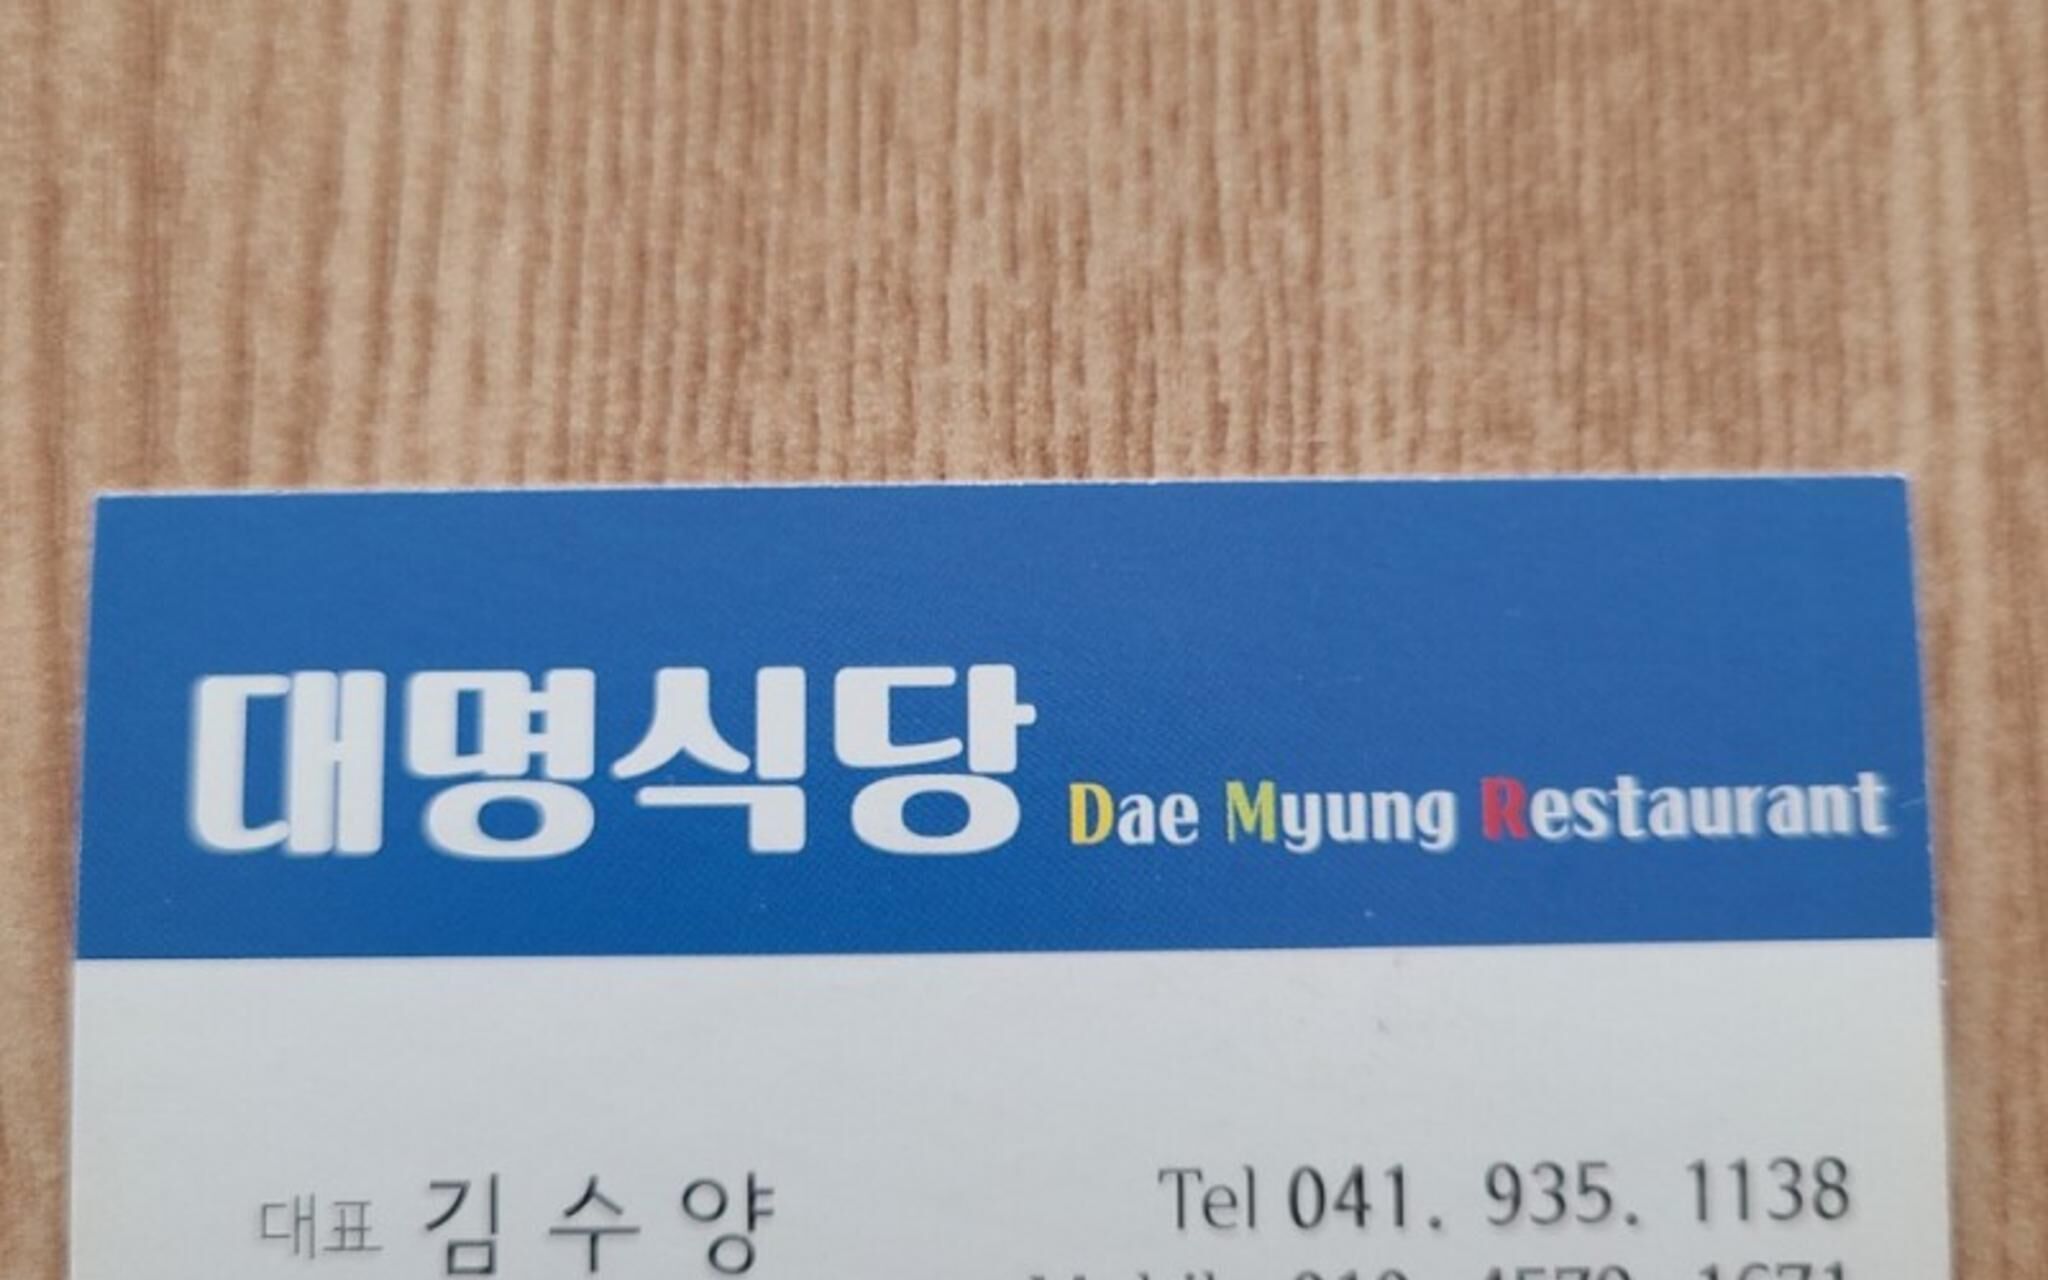 대명식당 Dae Myung Restaurant
대표 김수양 Tel 041. 935. 1138